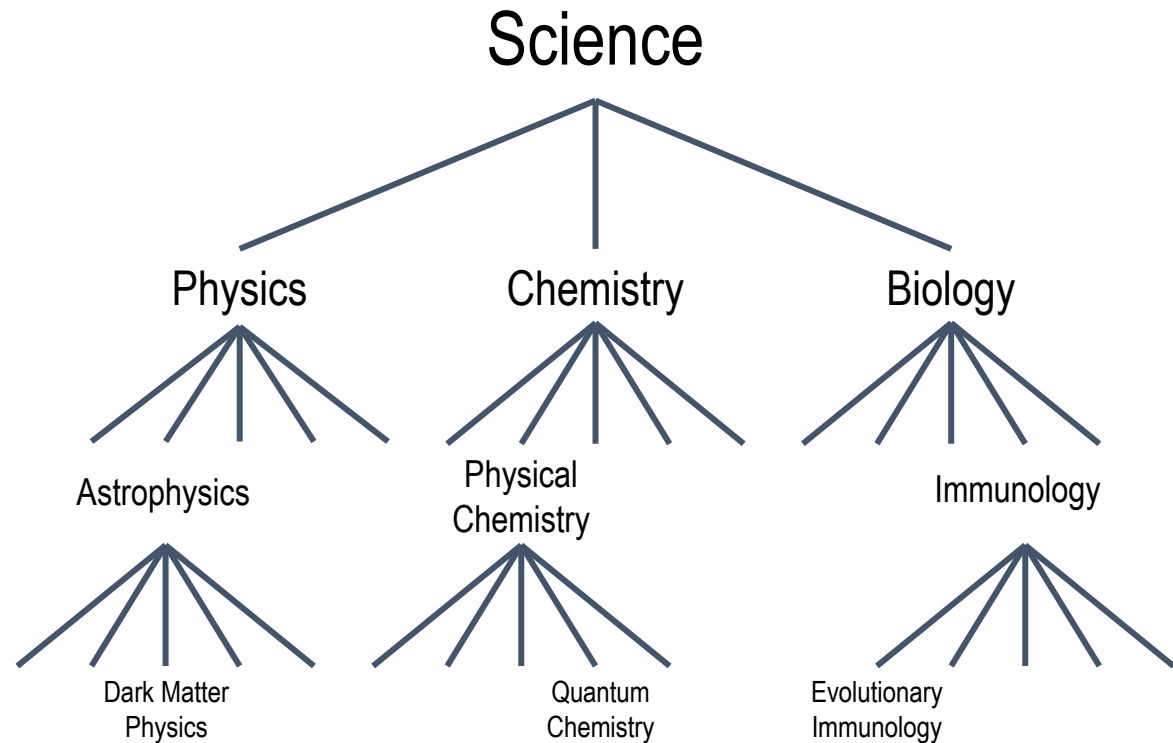 Science
Physics
Chemistry
Biology
Astrophysics
Physical
Chemistry
Immunology
Dark Matter
Physics
Quantum
Chemistry
Evolutionary
Immunology